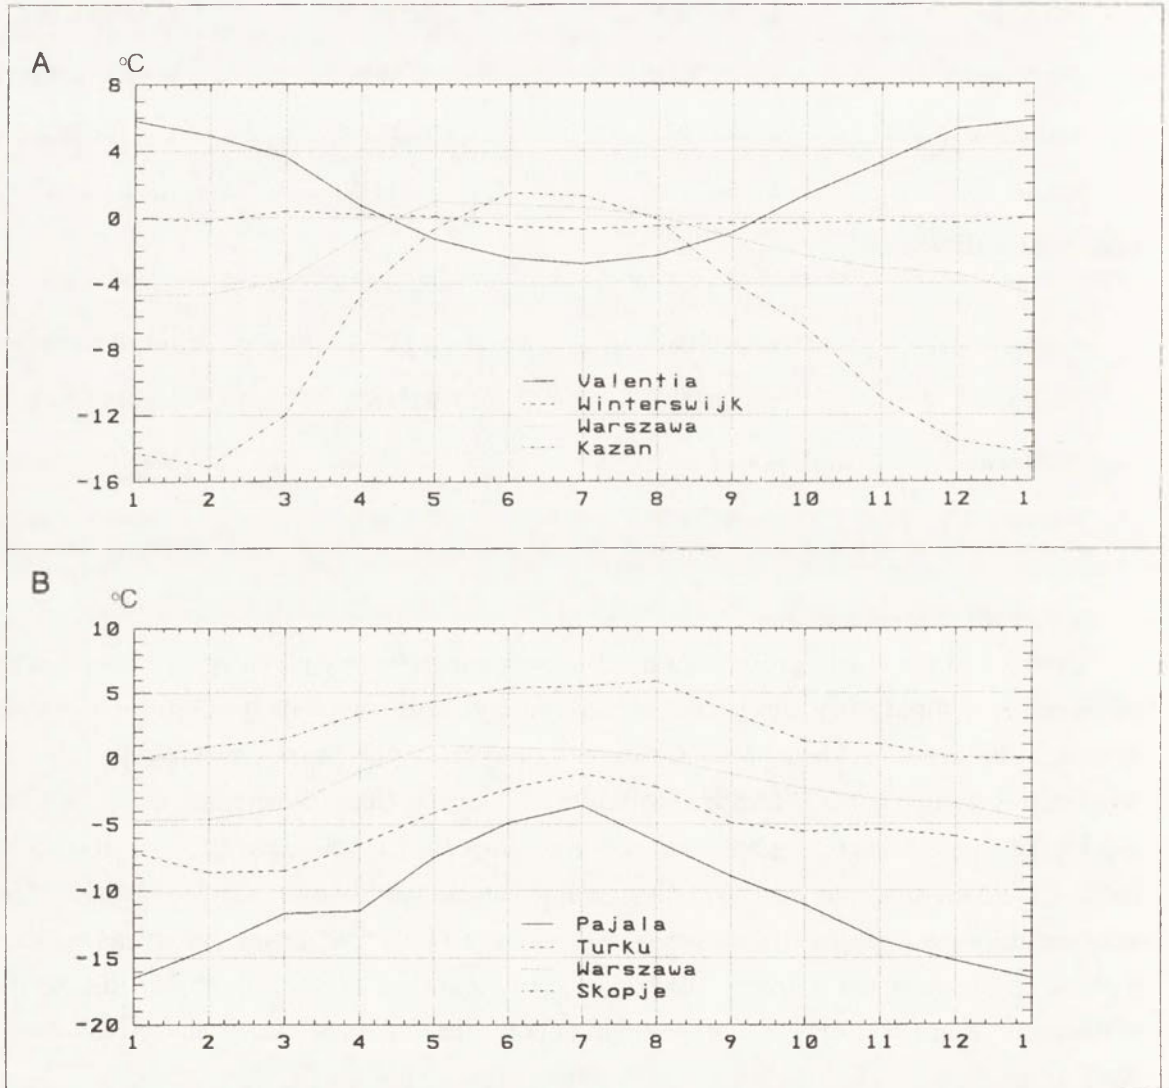 A
°C
8
4
0
-4
-8
-12
-16
Valentia
Winterswijk
Warszawa
Kazan
1 2 3 4 5 6 7 8 9 10 11 12 1
B
°C
10
5
0
-5
-10
-15
-20
Pajala
Turku
Warszawa
Skopje
1 2 3 4 5 6 7 8 9 10 11 12 1